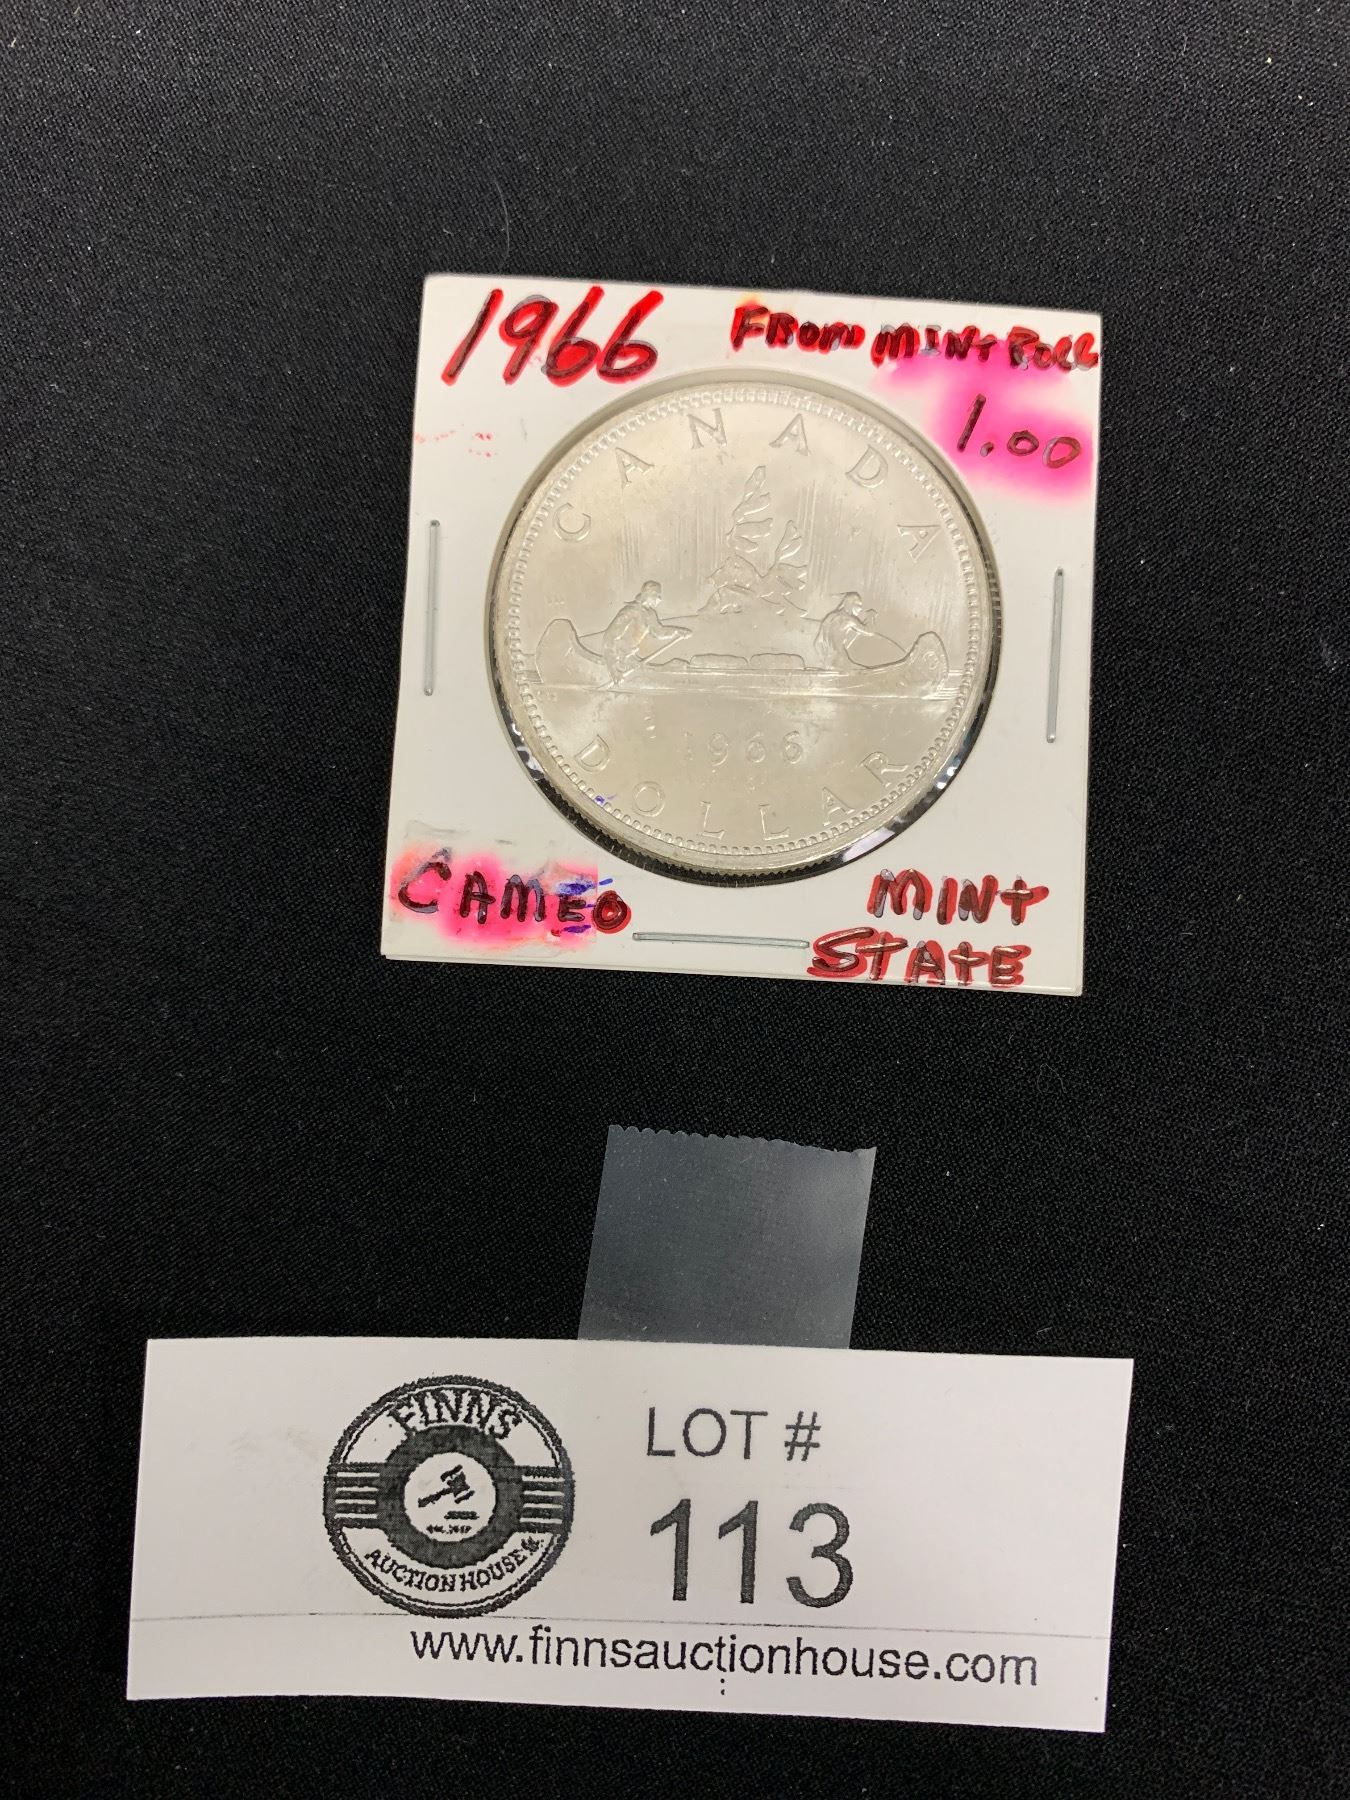 1966
FROM MINT ROLL
1.00
CANADA
1966
DOLLAR
CAMEO
MINT
STATE
FINNS
AUCTION HOUSE
LOT #
113
www.finnsauctionhouse.com